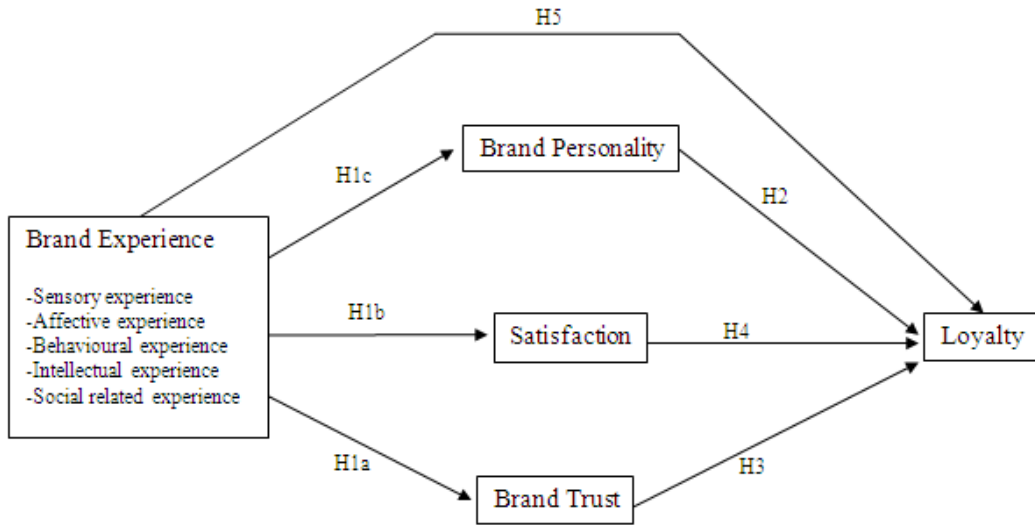 H5
Brand Personality
H1c
H2
Brand Experience
-Sensory experience
-Affective experience
-Behavioural experience
-Intellectual experience
-Social related experience
H1b
Satisfaction
H4
Loyalty
H1a
H3
Brand Trust